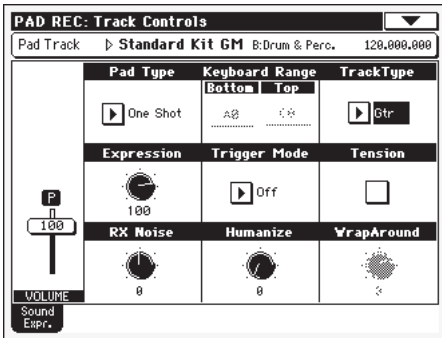 PAD REC: Track Controls
Pad Track Standard Kit GM B:Drum & Perc. 120.000.000
Pad Type Keyboard Range TrackType
Bottom Top
One Shot Gtr
Expression Trigger Mode Tension
100 Off
P
100
RX Noise Humanize WrapAround
0 0
VOLUME
Sound
Expr.